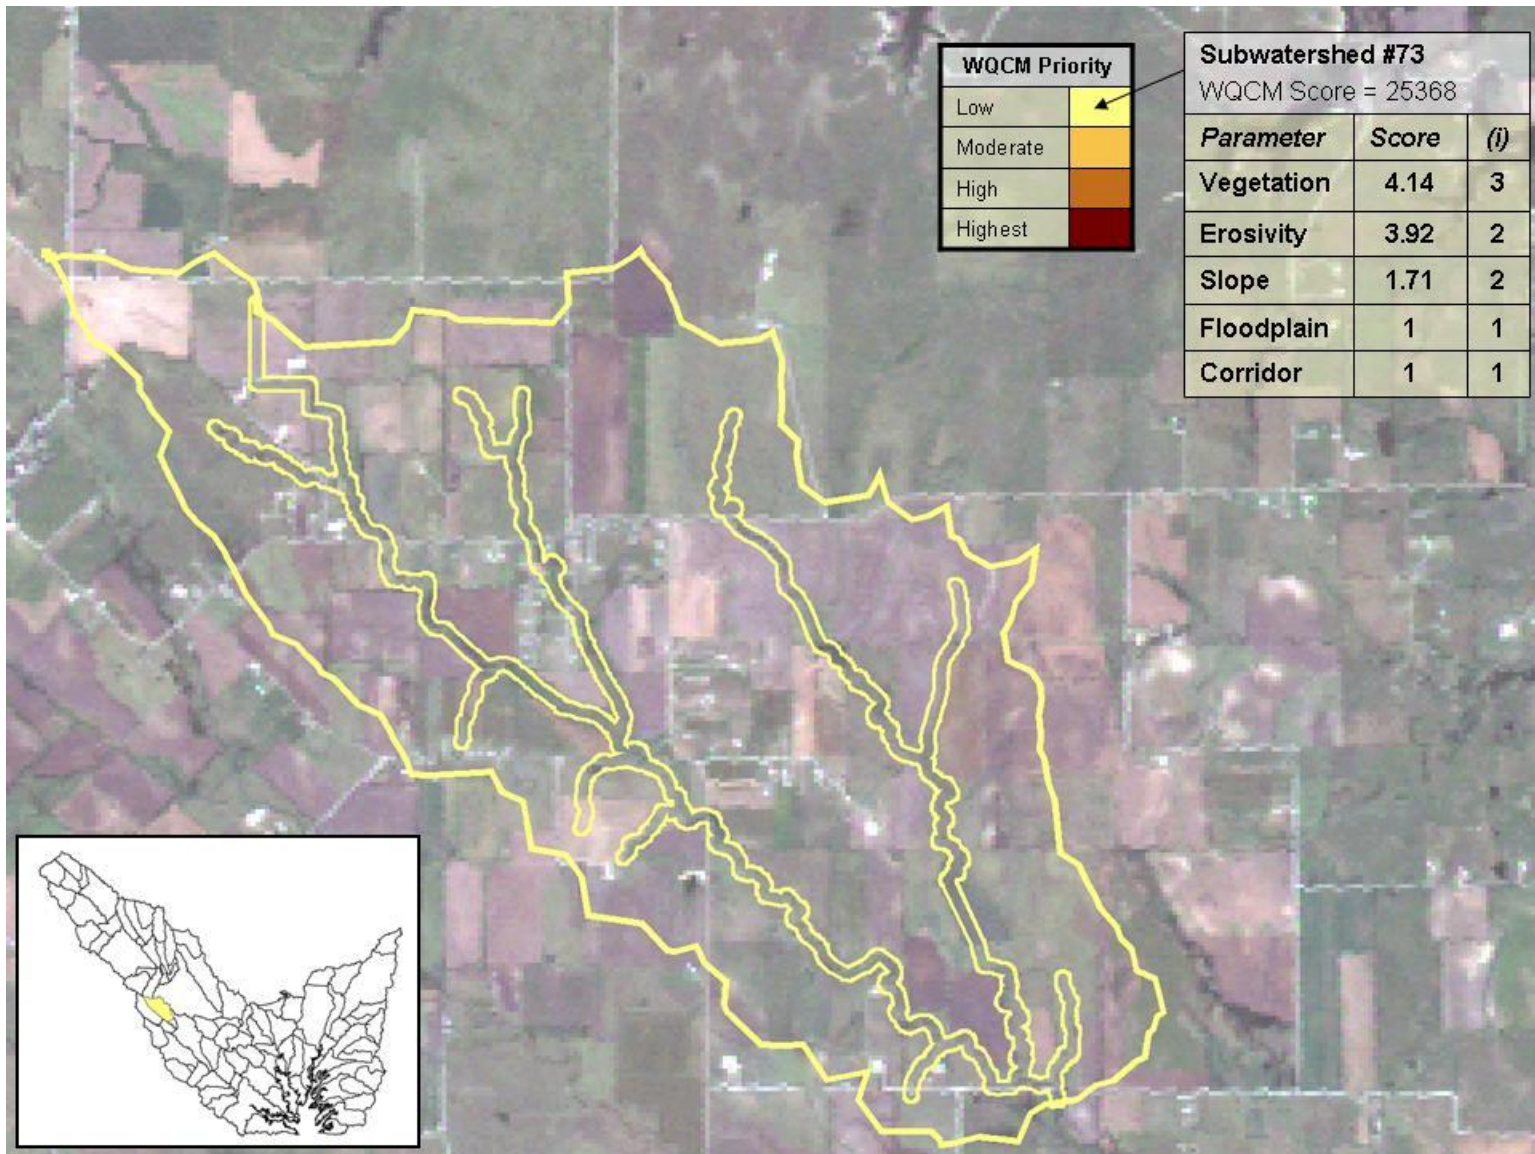 WQCM Priority
Low
Moderate
High
Highest
Subwatershed #73
WQCM Score = 25368
Parameter Score (i)
Vegetation 4.14 3
Erosivity 3.92 2
Slope 1.71 2
Floodplain 1 1
Corridor 1 1